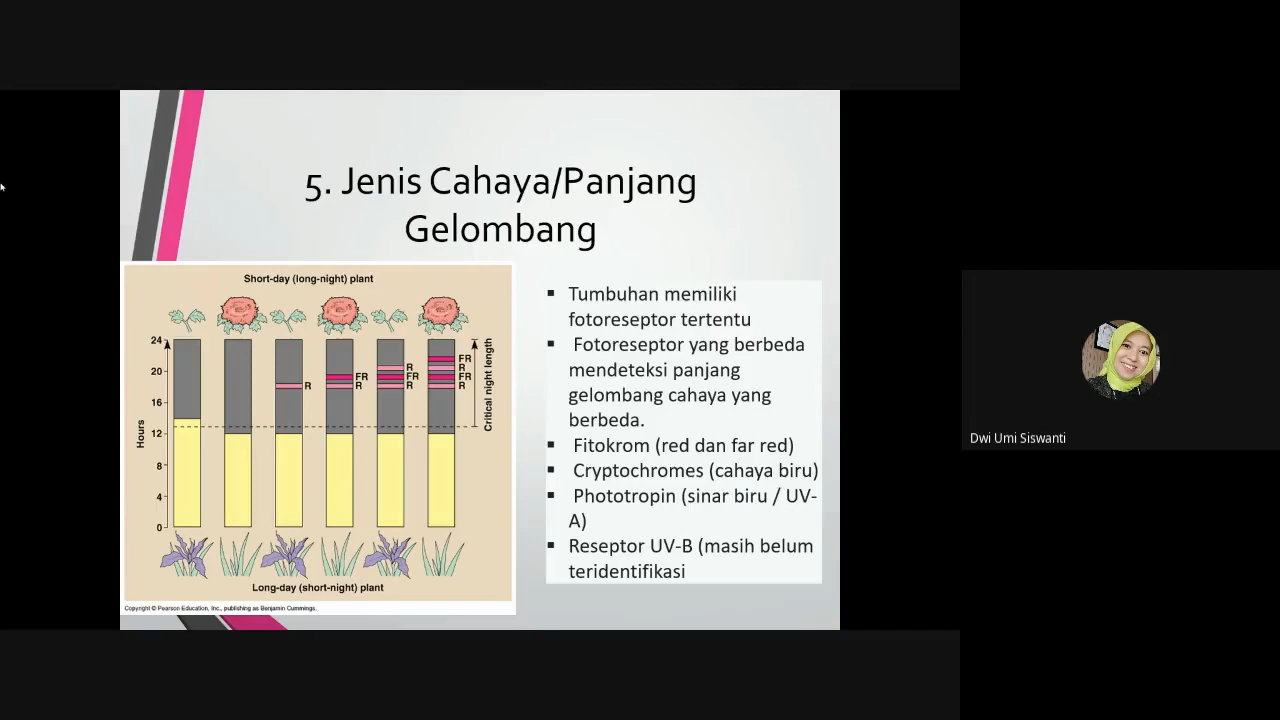 5. Jenis Cahaya/Panjang
Gelombang
Short-day (long-night) plant
24
20
16
12
8
4
0
Hours
R
FR
R
R
FR
R
FR
R
FR
R
Critical night length
Long-day (short-night) plant
Copyright © Pearson Education, Inc., publishing as Benjamin Cummings.
▪ Tumbuhan memiliki
fotoreseptor tertentu
▪ Fotoreseptor yang berbeda
mendeteksi panjang
gelombang cahaya yang
berbeda.
▪ Fitokrom (red dan far red)
▪ Cryptochromes (cahaya biru)
▪ Phototropin (sinar biru / UV-
A)
▪ Reseptor UV-B (masih belum
teridentifikasi
Dwi Umi Siswanti